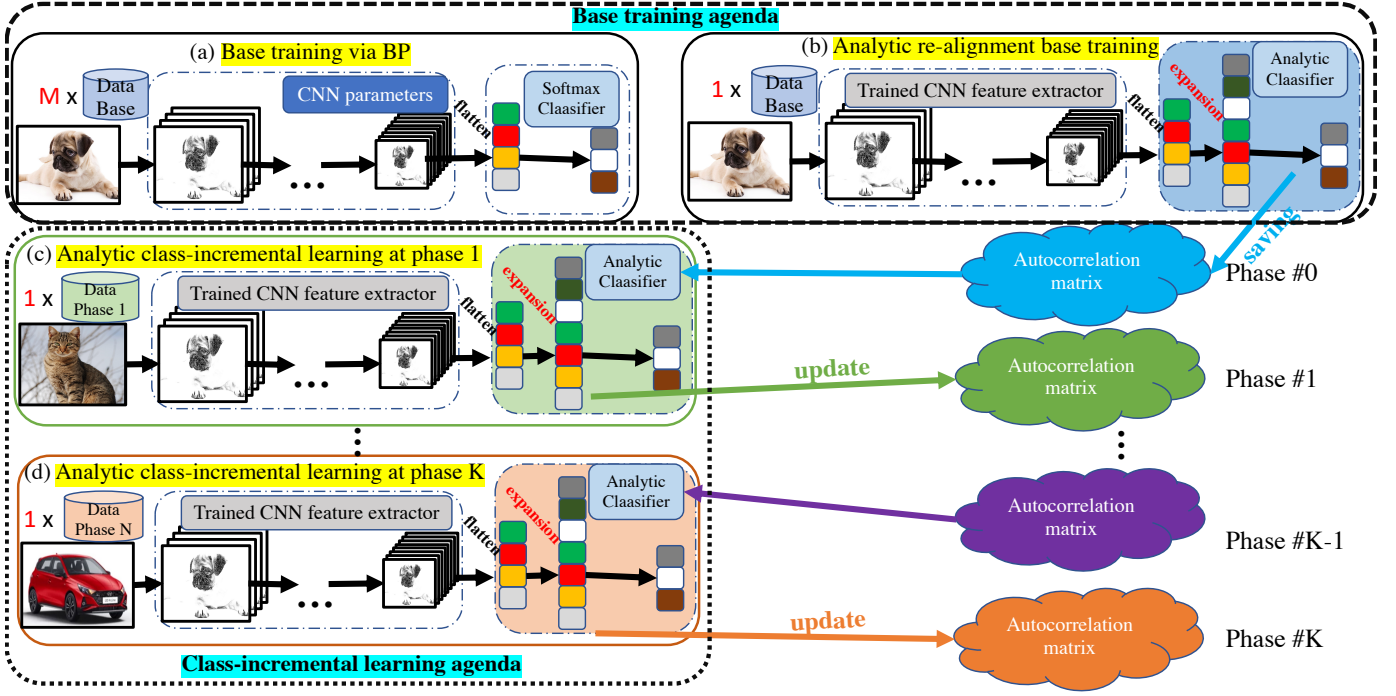 Base training agenda
(a) Base training via BP
M x
Data
Base
CNN parameters
flatten
Softmax
Claasifier
(b) Analytic re-alignment base training
1 x
Data
Base
Trained CNN feature extractor
flatten
expansion
Analytic
Claasifier
saving
(c) Analytic class-incremental learning at phase 1
1 x
Data
Phase 1
Trained CNN feature extractor
flatten
expansion
Analytic
Claasifier
Autocorrelation
matrix
Phase #0
update
Autocorrelation
matrix
Phase #1
(d) Analytic class-incremental learning at phase K
1 x
Data
Phase N
Trained CNN feature extractor
flatten
expansion
Analytic
Claasifier
Autocorrelation
matrix
Phase #K-1
update
Autocorrelation
matrix
Phase #K
Class-incremental learning agenda